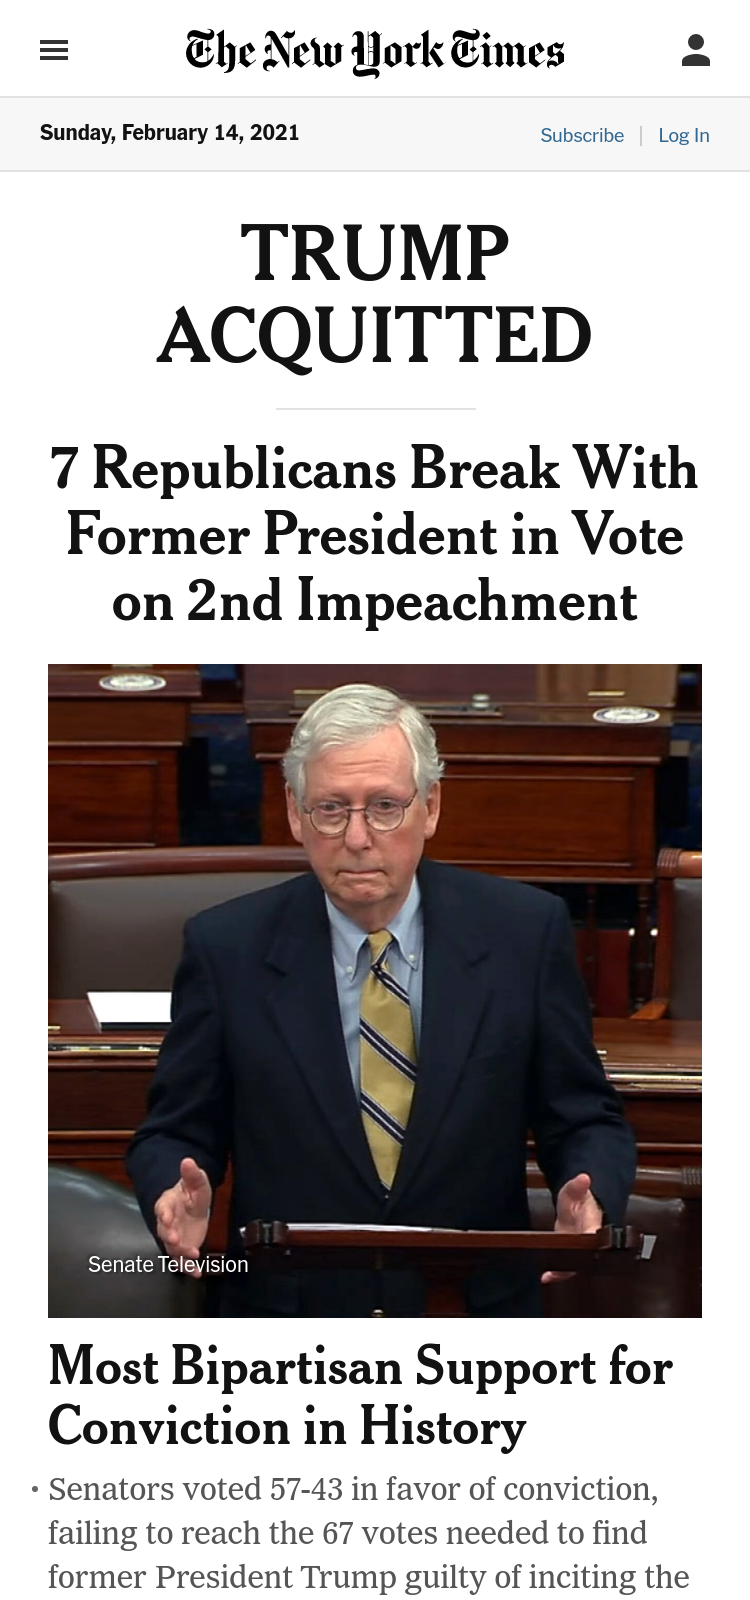 The New York Times
Sunday, February 14, 2021
Subscribe | Log In
TRUMP
ACQUITTED
7 Republicans Break With
Former President in Vote
on 2nd Impeachment
Senate Television
Most Bipartisan Support for
Conviction in History
• Senators voted 57-43 in favor of conviction,
failing to reach the 67 votes needed to find
former President Trump guilty of inciting the